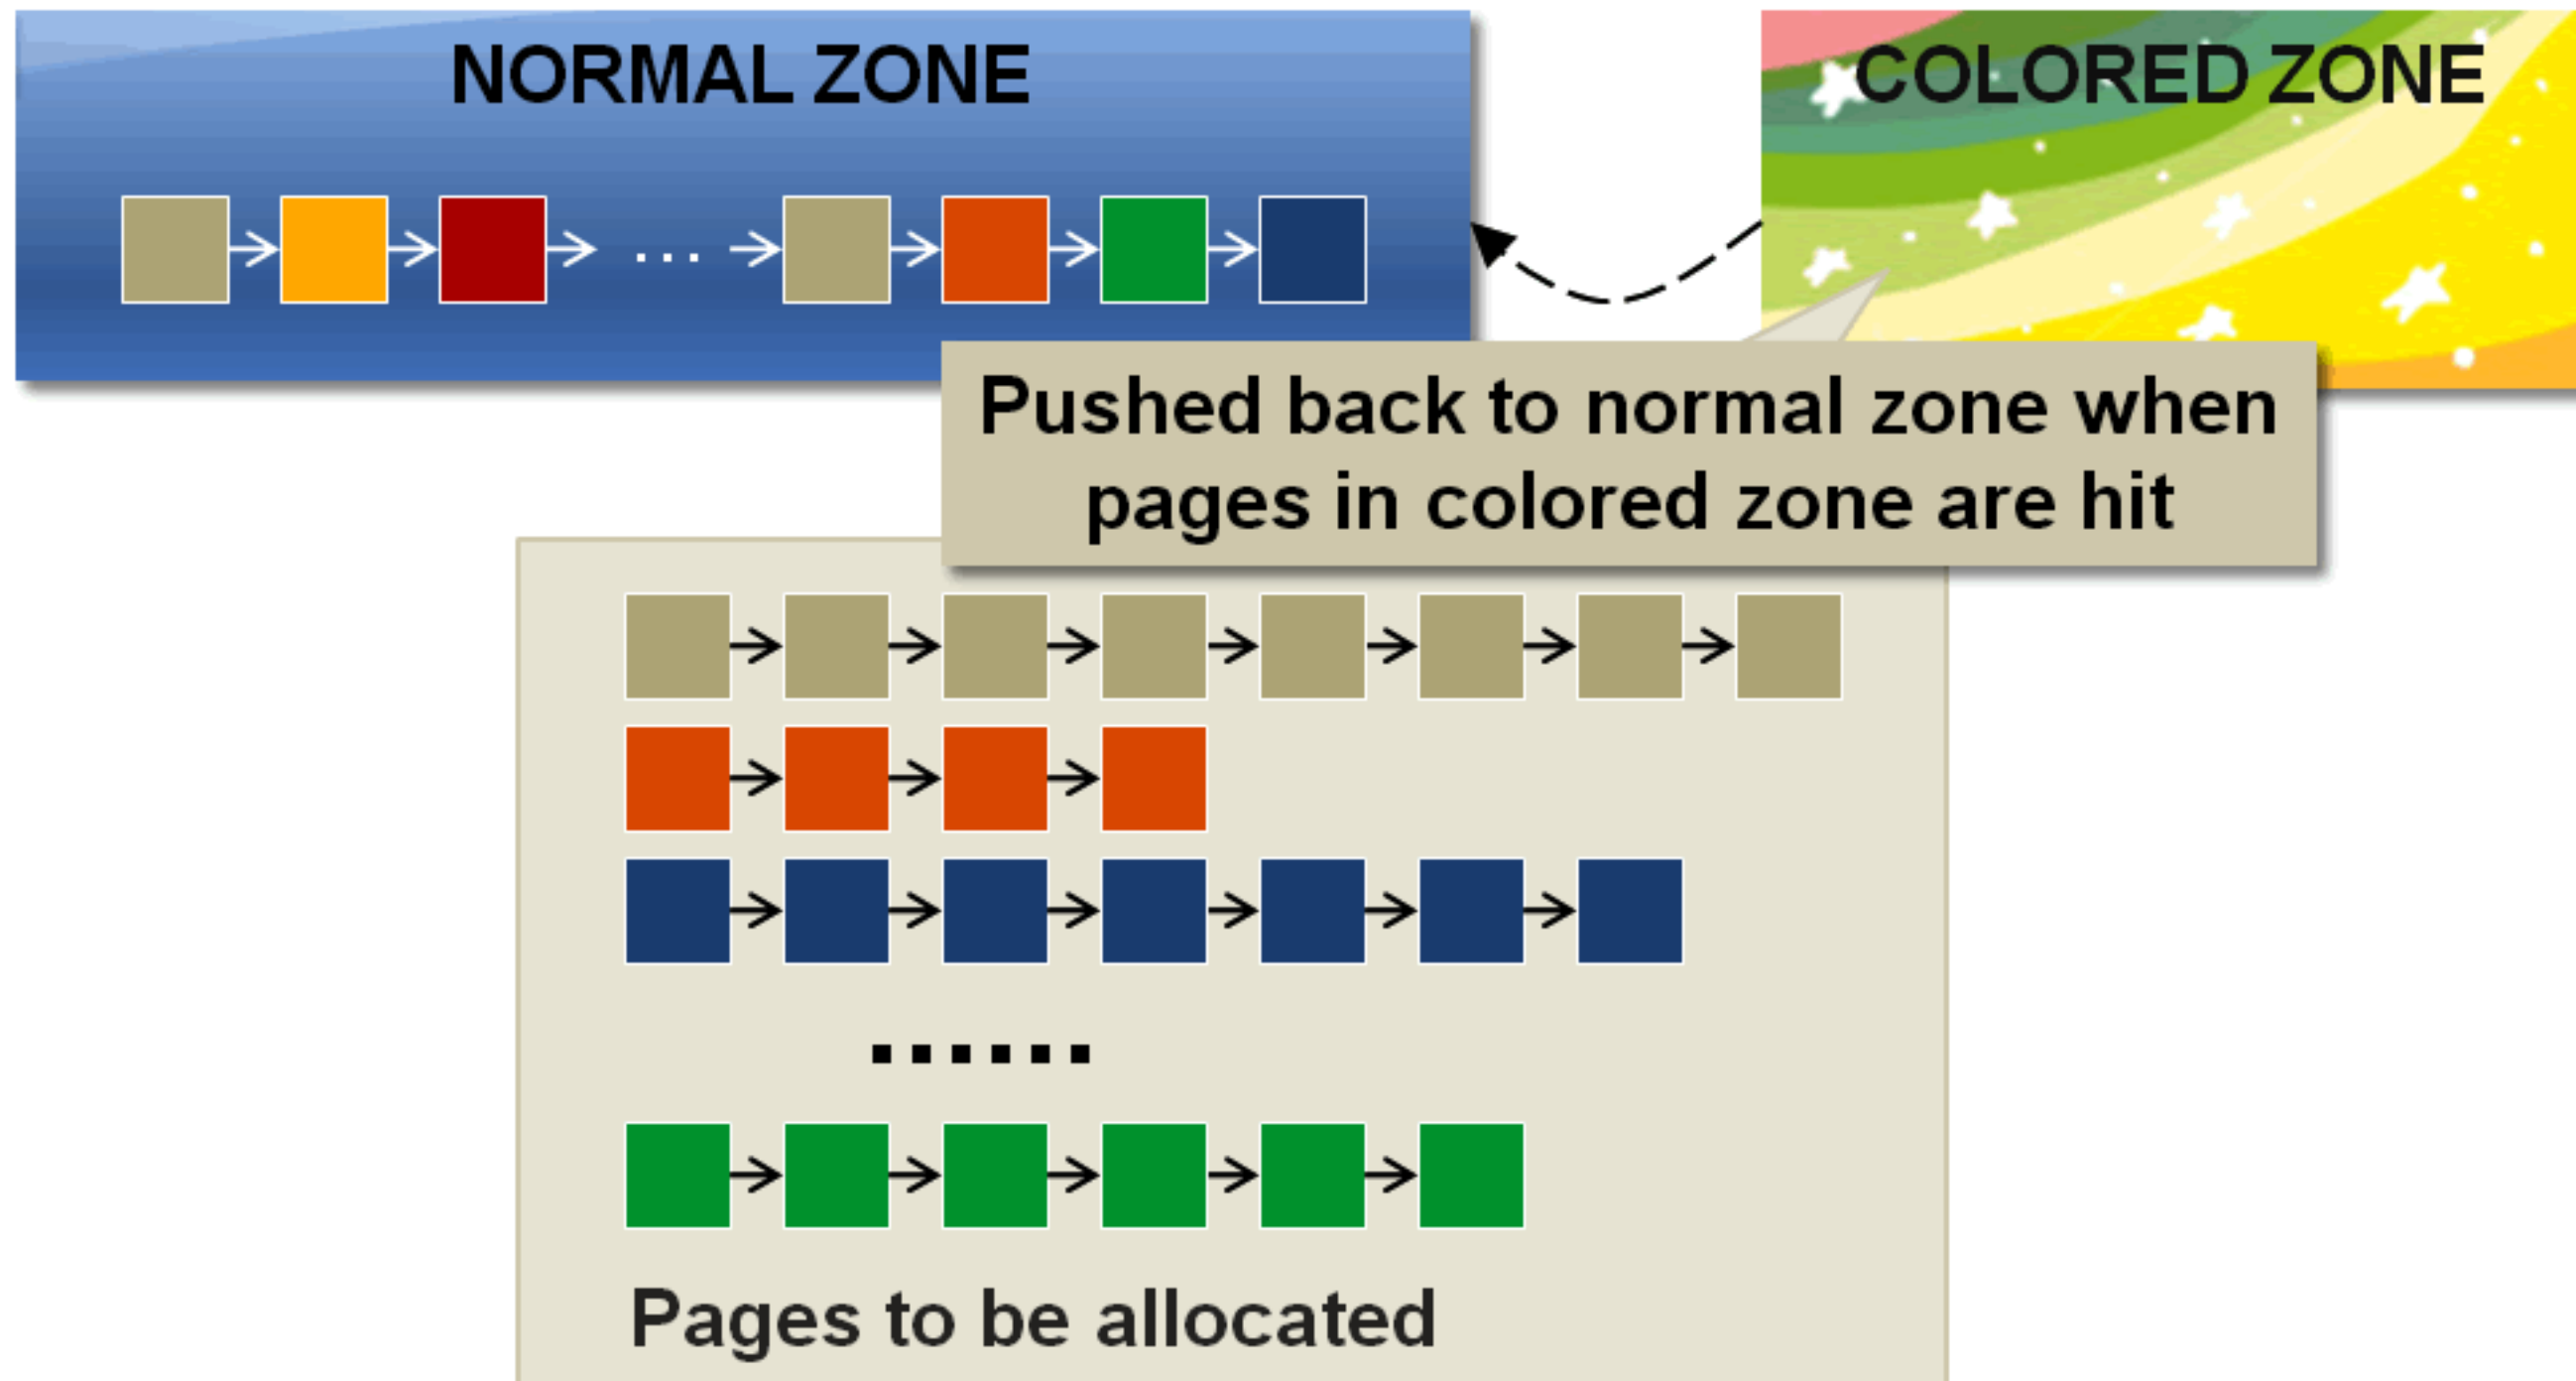 NORMAL ZONE
COLORED ZONE
...
Pushed back to normal zone when
pages in colored zone are hit
......
Pages to be allocated